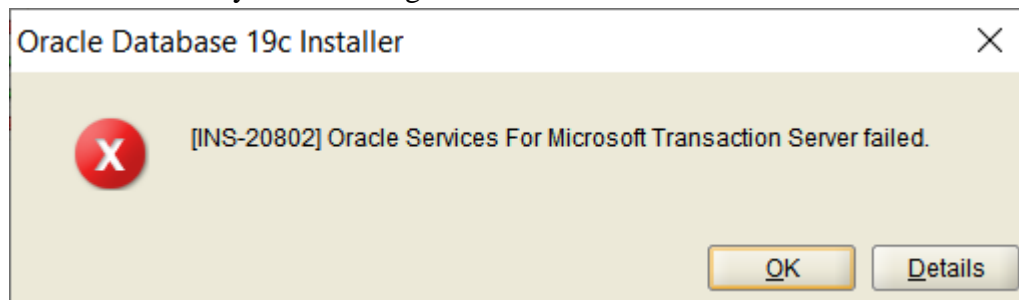 Oracle Database 19c Installer
[INS-20802] Oracle Services For Microsoft Transaction Server failed.
OK
Details